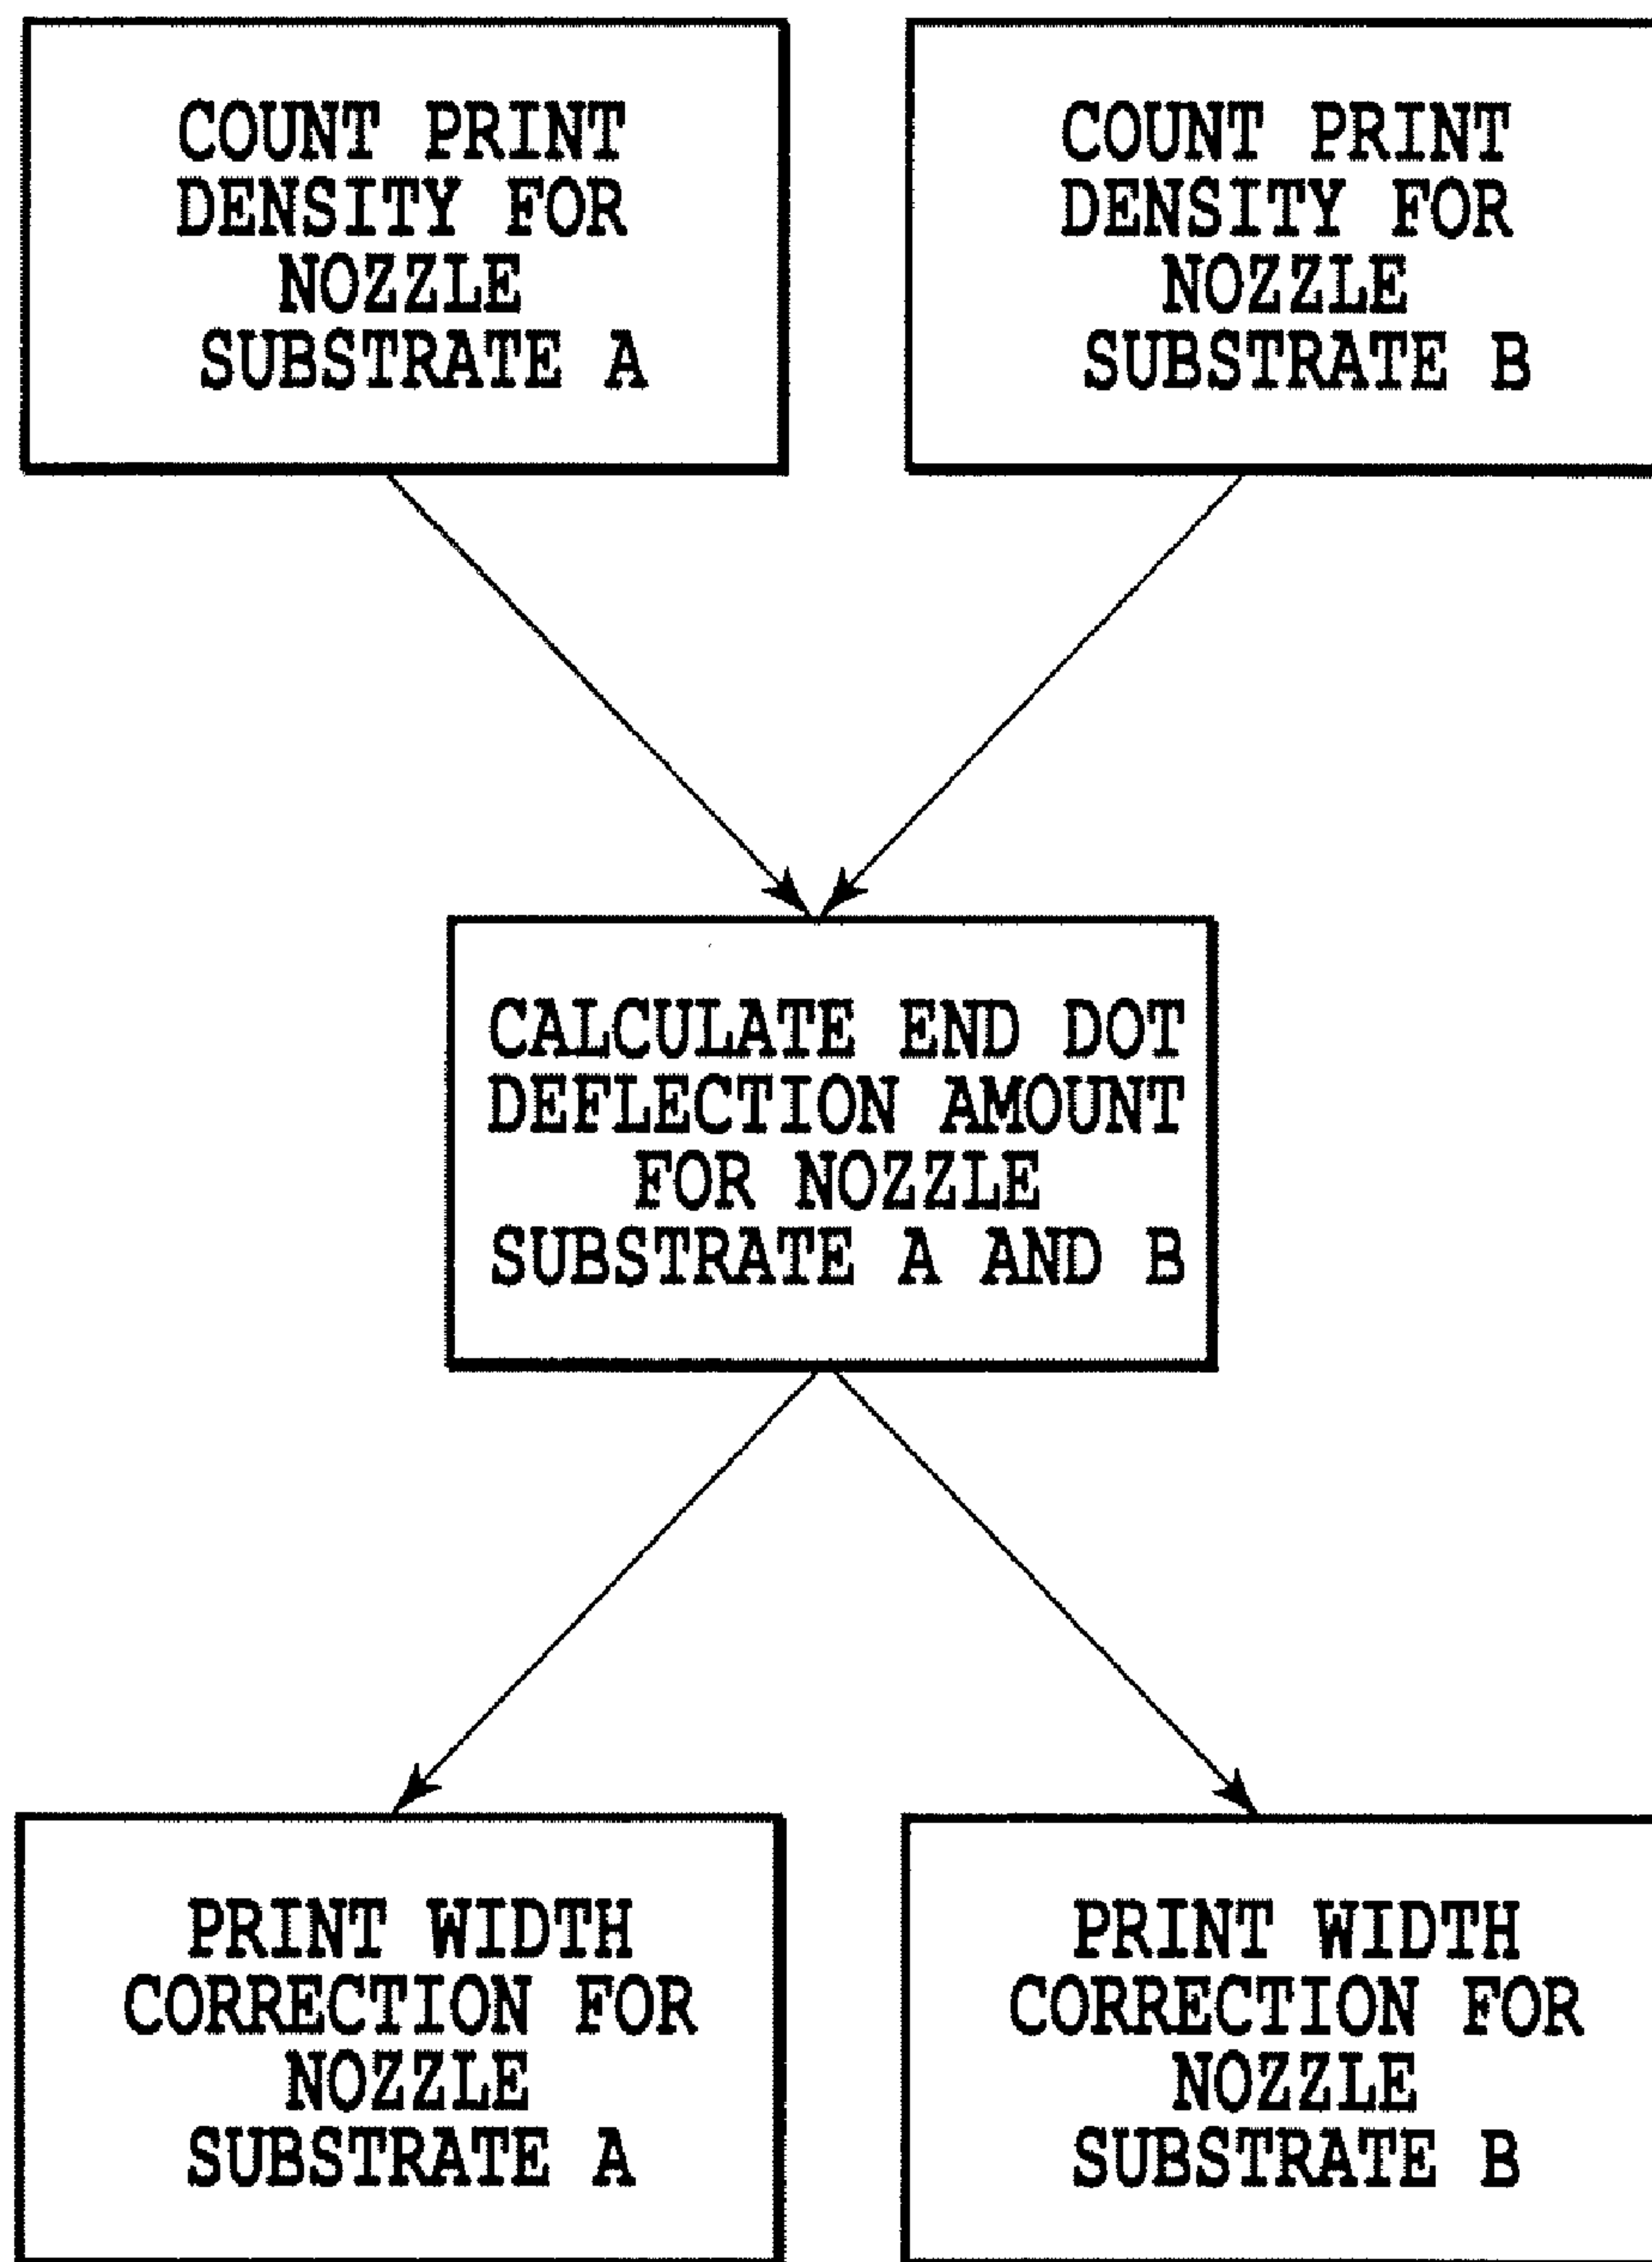 COUNT PRINT
DENSITY FOR
NOZZLE
SUBSTRATE A
COUNT PRINT
DENSITY FOR
NOZZLE
SUBSTRATE B
CALCULATE END DOT
DEFLECTION AMOUNT
FOR NOZZLE
SUBSTRATE A AND B
PRINT WIDTH
CORRECTION FOR
NOZZLE
SUBSTRATE A
PRINT WIDTH
CORRECTION FOR
NOZZLE
SUBSTRATE B